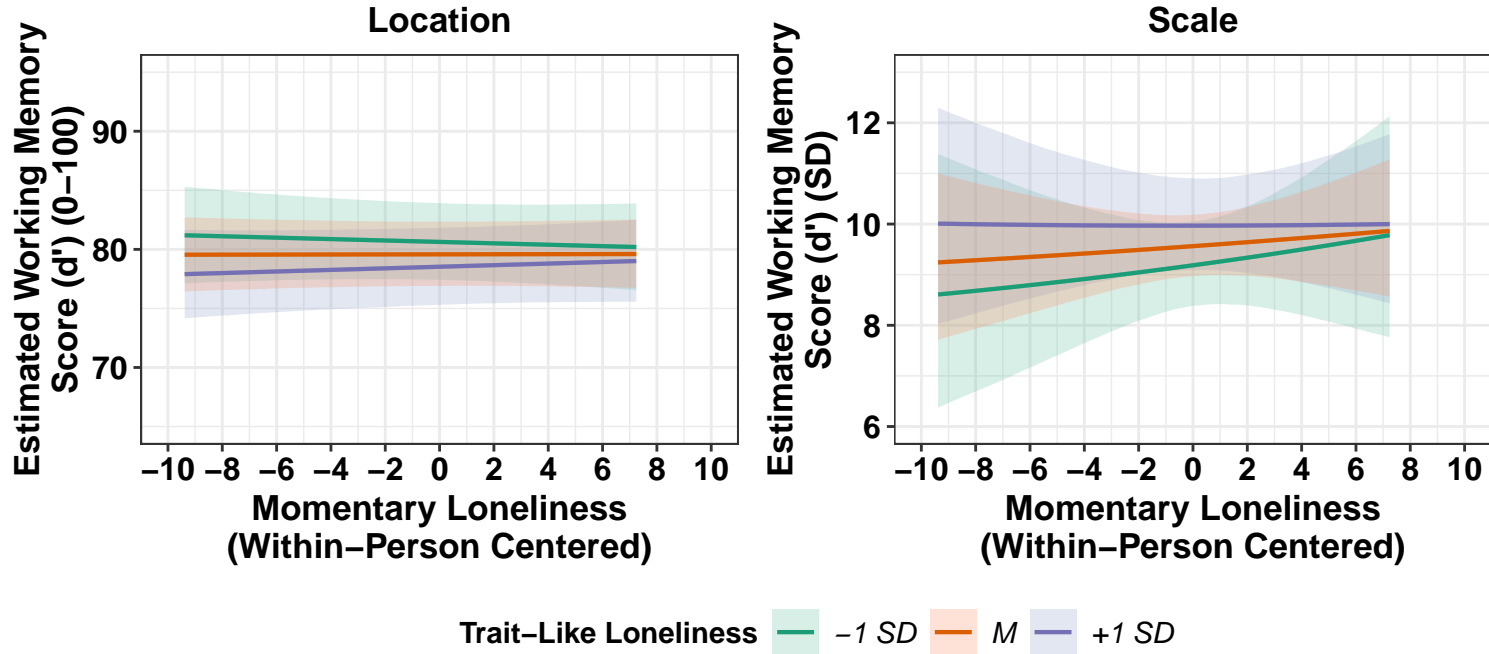 Location
Estimated Working Memory
Score (d') (0−100)
90
80
70
−10 −8 −6 −4 −2 0 2 4 6 8 10
Momentary Loneliness
(Within−Person Centered)
Scale
Estimated Working Memory
Score (d') (SD)
12
10
8
6
−10 −8 −6 −4 −2 0 2 4 6 8 10
Momentary Loneliness
(Within−Person Centered)
Trait−Like Loneliness −1 SD M +1 SD